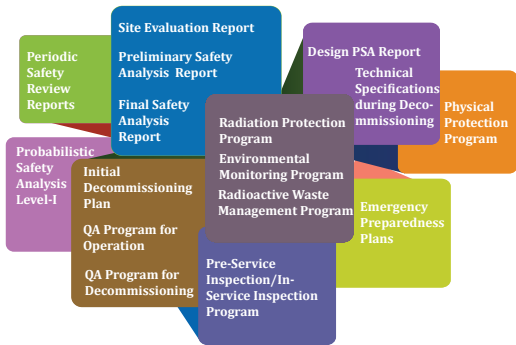 Site Evaluation Report
Preliminary Safety
Analysis Report
Final Safety
Analysis
Report
Periodic
Safety
Review
Reports
Design PSA Report
Technical
Specifications
during Deco-
mmissioning
Physical
Protection
Program
Radiation Protection
Program
Environmental
Monitoring Program
Radioactive Waste
Management Program
Probabilistic
Safety
Analysis
Level-I
Initial
Decommissioning
Plan
QA Program for
Operation
QA Program for
Decommissioning
Emergency
Preparedness
Plans
Pre-Service
Inspection/In-
Service Inspection
Program